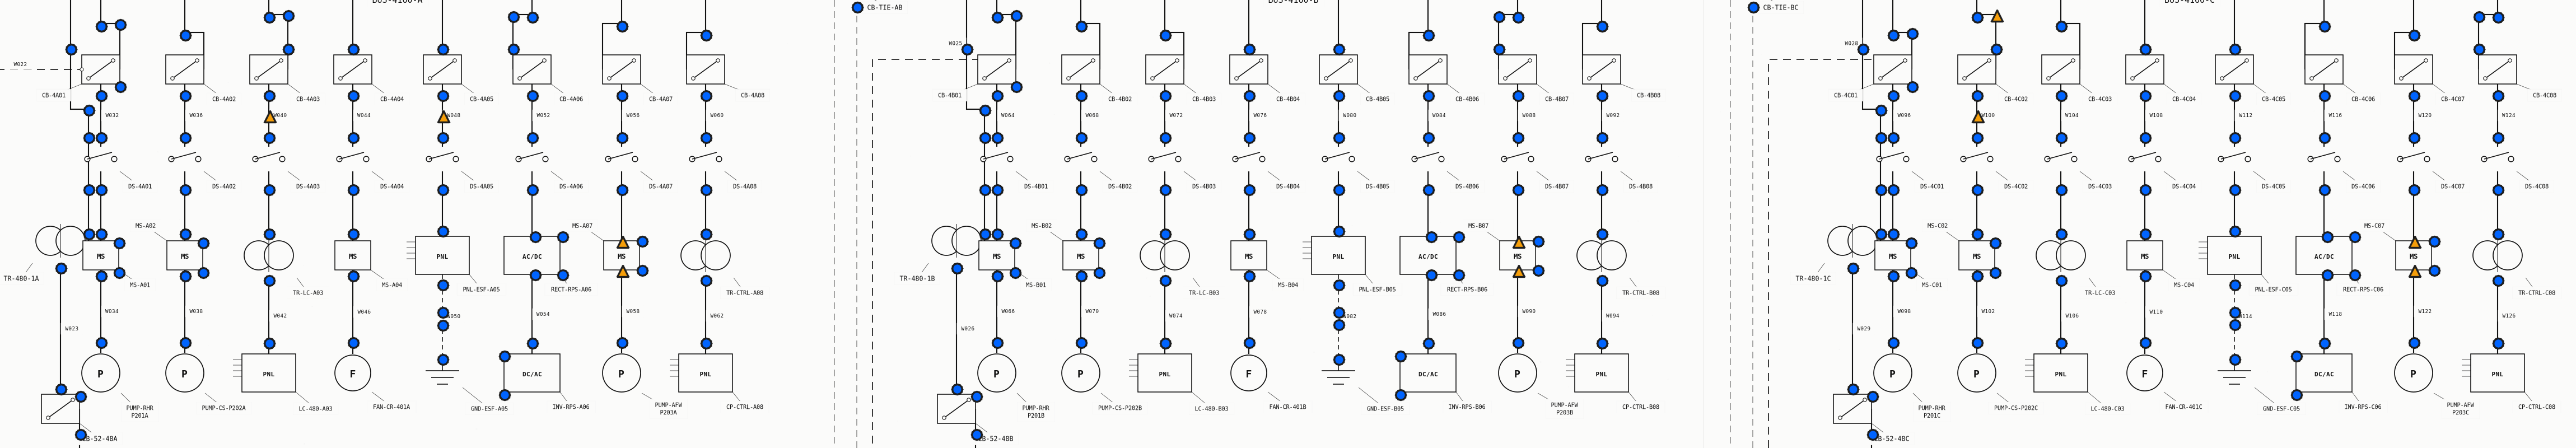 CB-TIE-AB
CB-TIE-BC
W022
W025
W028
CB-4A01
CB-4A02
CB-4A03
CB-4A04
CB-4A05
CB-4A06
CB-4A07
CB-4A08
CB-4B01
CB-4B02
CB-4B03
CB-4B04
CB-4B05
CB-4B06
CB-4B07
CB-4B08
CB-4C01
CB-4C02
CB-4C03
CB-4C04
CB-4C05
CB-4C06
CB-4C07
CB-4C08
W032
W036
W040
W044
W048
W052
W056
W060
W064
W068
W072
W076
W080
W084
W088
W092
W096
W100
W104
W108
W112
W116
W120
W124
DS-4A01
DS-4A02
DS-4A03
DS-4A04
DS-4A05
DS-4A06
DS-4A07
DS-4A08
DS-4B01
DS-4B02
DS-4B03
DS-4B04
DS-4B05
DS-4B06
DS-4B07
DS-4B08
DS-4C01
DS-4C02
DS-4C03
DS-4C04
DS-4C05
DS-4C06
DS-4C07
DS-4C08
MS-A02
MS-A07
MS-B02
MS-B07
MS-C02
MS-C07
MS
MS
MS
PNL
AC/DC
MS
MS
MS
MS
PNL
AC/DC
MS
MS
MS
MS
PNL
AC/DC
MS
TR-480-1A
MS-A01
TR-LC-A03
MS-A04
PNL-ESF-A05
RECT-RPS-A06
TR-CTRL-A08
TR-480-1B
MS-B01
TR-LC-B03
MS-B04
PNL-ESF-B05
RECT-RPS-B06
TR-CTRL-B08
TR-480-1C
MS-C01
TR-LC-C03
MS-C04
PNL-ESF-C05
RECT-RPS-C06
TR-CTRL-C08
W023
W034
W038
W042
W046
W050
W054
W058
W062
W026
W066
W070
W074
W078
W082
W086
W090
W094
W029
W098
W102
W106
W110
W114
W118
W122
W126
P
P
PNL
F
DC/AC
P
PNL
P
P
PNL
F
DC/AC
P
PNL
P
P
PNL
F
DC/AC
P
PNL
PUMP-RHR
P201A
PUMP-CS-P202A
LC-480-A03
FAN-CR-401A
GND-ESF-A05
INV-RPS-A06
PUMP-AFW
P203A
CP-CTRL-A08
PUMP-RHR
P201B
PUMP-CS-P202B
LC-480-B03
FAN-CR-401B
GND-ESF-B05
INV-RPS-B06
PUMP-AFW
P203B
CP-CTRL-B08
PUMP-RHR
P201C
PUMP-CS-P202C
LC-480-C03
FAN-CR-401C
GND-ESF-C05
INV-RPS-C06
PUMP-AFW
P203C
CP-CTRL-C08
CB-52-48A
CB-52-48B
CB-52-48C